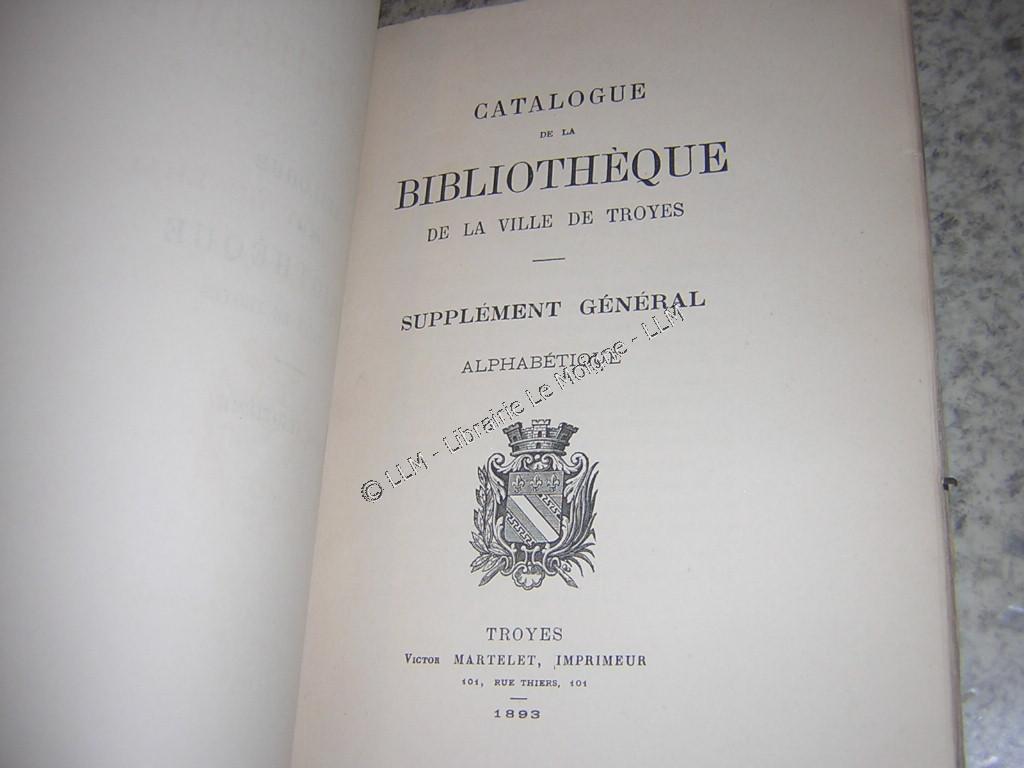 CATALOGUE
DE LA
BIBLIOTHÈQUE
DE LA VILLE DE TROYES
SUPPLÉMENT GÉNÉRAL
ALPHABÉTIQUE
© LLM - Librairie Le Moigne - LLM
TROYES
VICTOR MARTELET, IMPRIMEUR
101, RUE THIERS, 101
1893